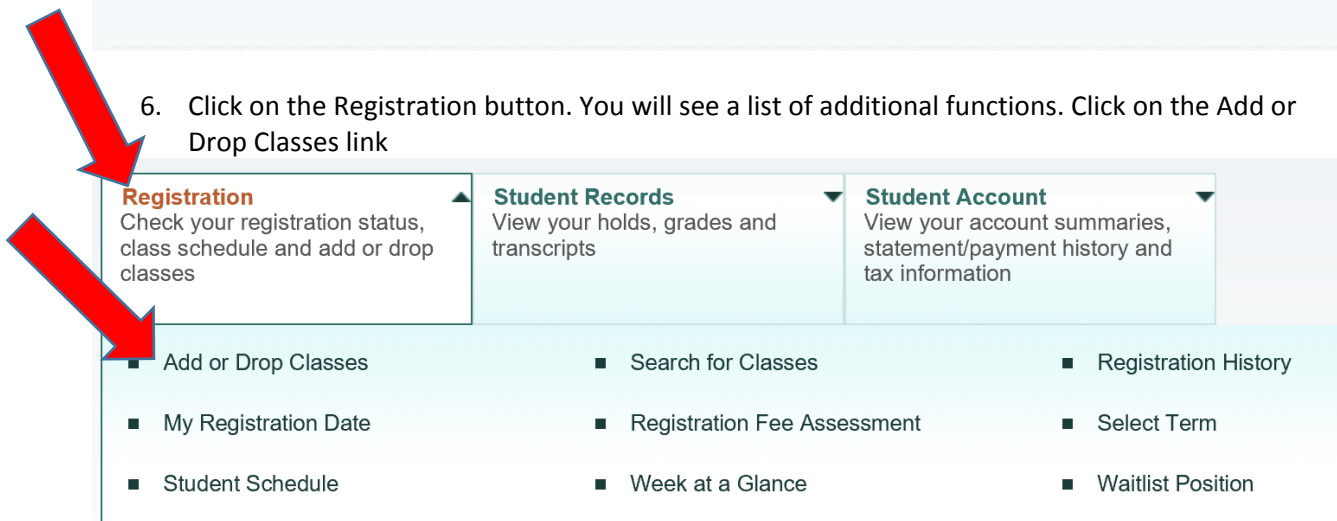 6. Click on the Registration button. You will see a list of additional functions. Click on the Add or
Drop Classes link
Registration
Check your registration status,
class schedule and add or drop
classes
Student Records
View your holds, grades and
transcripts
Student Account
View your account summaries,
statement/payment history and
tax information
Add or Drop Classes
Search for Classes
Registration History
My Registration Date
Registration Fee Assessment
Select Term
Student Schedule
Week at a Glance
Waitlist Position